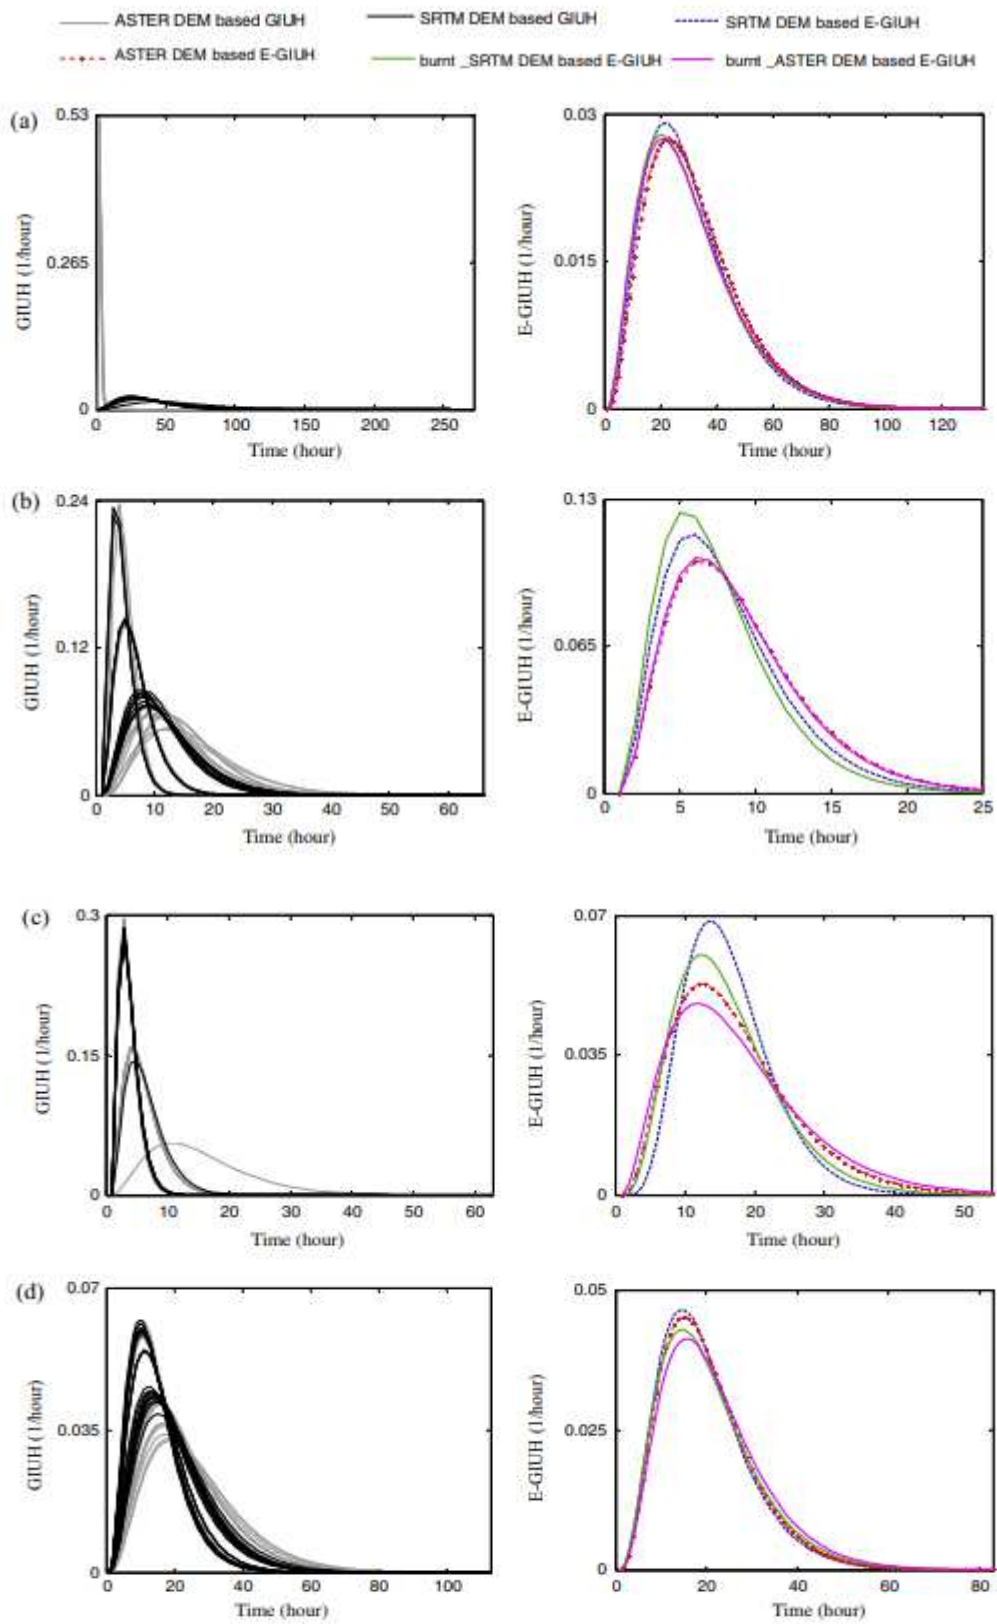 ASTER DEM based GIUH
SRTM DEM based GIUH
SRTM DEM based E-GIUH
ASTER DEM based E-GIUH
burnt _SRTM DEM based E-GIUH
burnt _ASTER DEM based E-GIUH
(a)
GIUH (1/hour)
0.53
0.265
0
0 50 100 150 200 250
Time (hour)
E-GIUH (1/hour)
0.03
0.015
0
0 20 40 60 80 100 120
Time (hour)
(b)
GIUH (1/hour)
0.24
0.12
0
0 10 20 30 40 50 60
Time (hour)
E-GIUH (1/hour)
0.13
0.065
0
5 10 15 20 25
Time (hour)
(c)
GIUH (1/hour)
0.3
0.15
0
0 10 20 30 40 50 60
Time (hour)
E-GIUH (1/hour)
0.07
0.035
0
0 10 20 30 40 50
Time (hour)
(d)
GIUH (1/hour)
0.07
0.035
0
0 20 40 60 80 100
Time (hour)
E-GIUH (1/hour)
0.05
0.025
0
0 20 40 60 80
Time (hour)